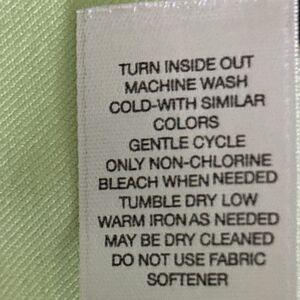 TURN INSIDE OUT
MACHINE WASH
COLD-WITH SIMILAR
COLORS
GENTLE CYCLE
ONLY NON-CHLORINE
BLEACH WHEN NEEDED
TUMBLE DRY LOW
WARM IRON AS NEEDED
MAY BE DRY CLEANED
DO NOT USE FABRIC
SOFTENER